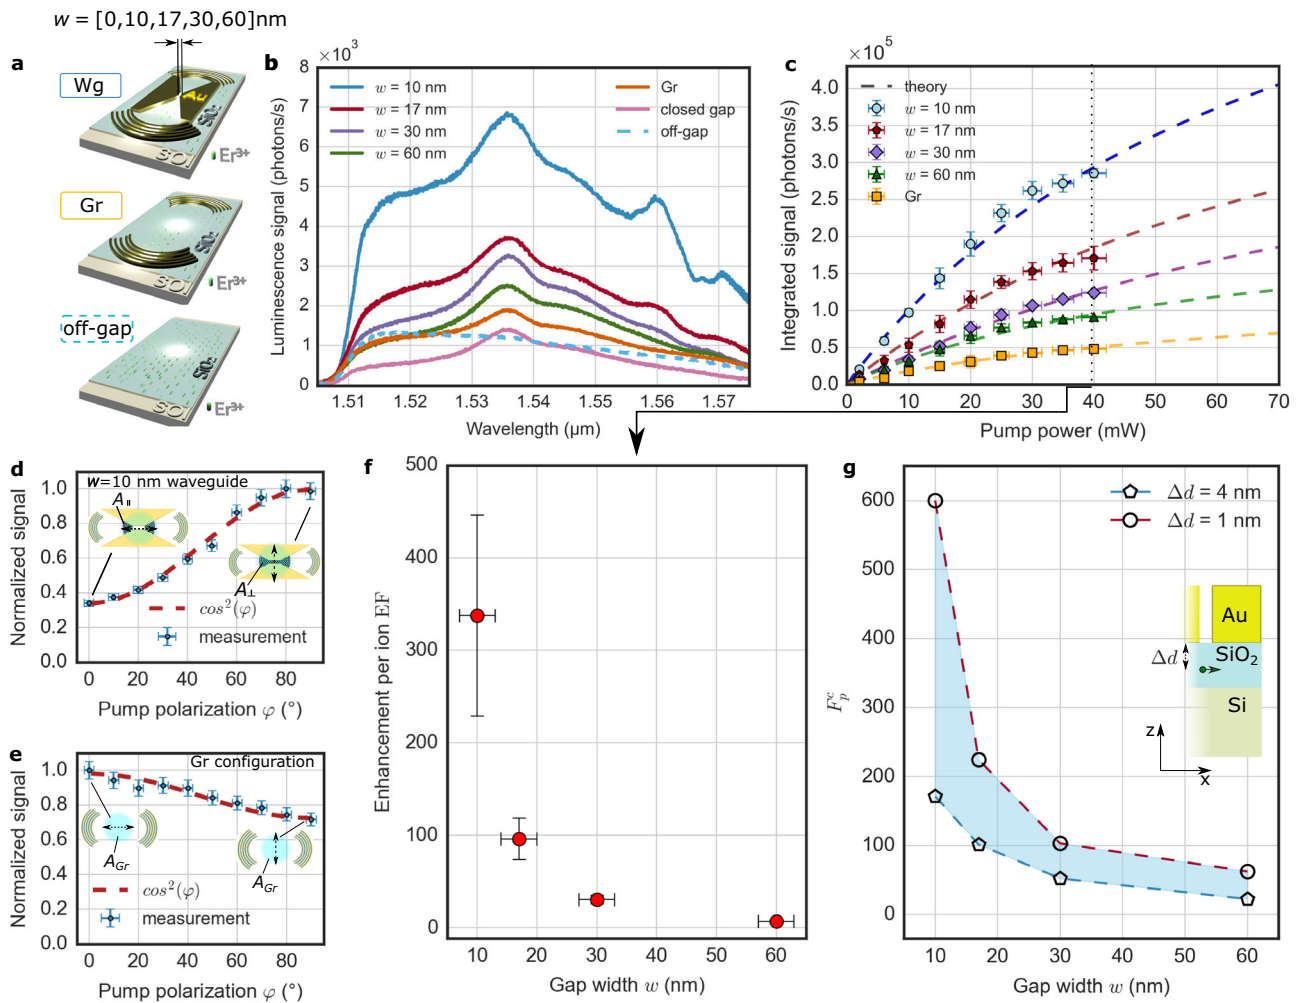 w = [0,10,17,30,60]nm
a
Wg
Au
SiO₂
SOI
Er³⁺
Gr
SiO₂
SOI
Er³⁺
off-gap
SiO₂
SOI
Er³⁺
b
×10³
w = 10 nm
w = 17 nm
w = 30 nm
w = 60 nm
Gr
closed gap
off-gap
Luminescence signal (photons/s)
8
7
6
5
4
3
2
1
0
1.51 1.52 1.53 1.54 1.55 1.56 1.57
Wavelength (μm)
c
×10⁵
theory
w = 10 nm
w = 17 nm
w = 30 nm
w = 60 nm
Gr
Integrated signal (photons/s)
4.0
3.5
3.0
2.5
2.0
1.5
1.0
0.5
0.0
0 10 20 30 40 50 60 70
Pump power (mW)
d
w=10 nm waveguide
A॥
A⊥
cos²(φ)
measurement
Normalized signal
1.0
0.8
0.6
0.4
0.2
0.0
0 20 40 60 80
Pump polarization φ (°)
e
Gr configuration
A_Gr
A_Gr
cos²(φ)
measurement
Normalized signal
1.0
0.8
0.6
0.4
0.2
0.0
0 20 40 60 80
Pump polarization φ (°)
f
Enhancement per ion EF
500
400
300
200
100
0
10 20 30 40 50 60
Gap width w (nm)
g
Δd = 4 nm
Δd = 1 nm
Au
SiO₂
Δd
Si
z
x
F_p^c
600
500
400
300
200
100
0
10 20 30 40 50 60
Gap width w (nm)